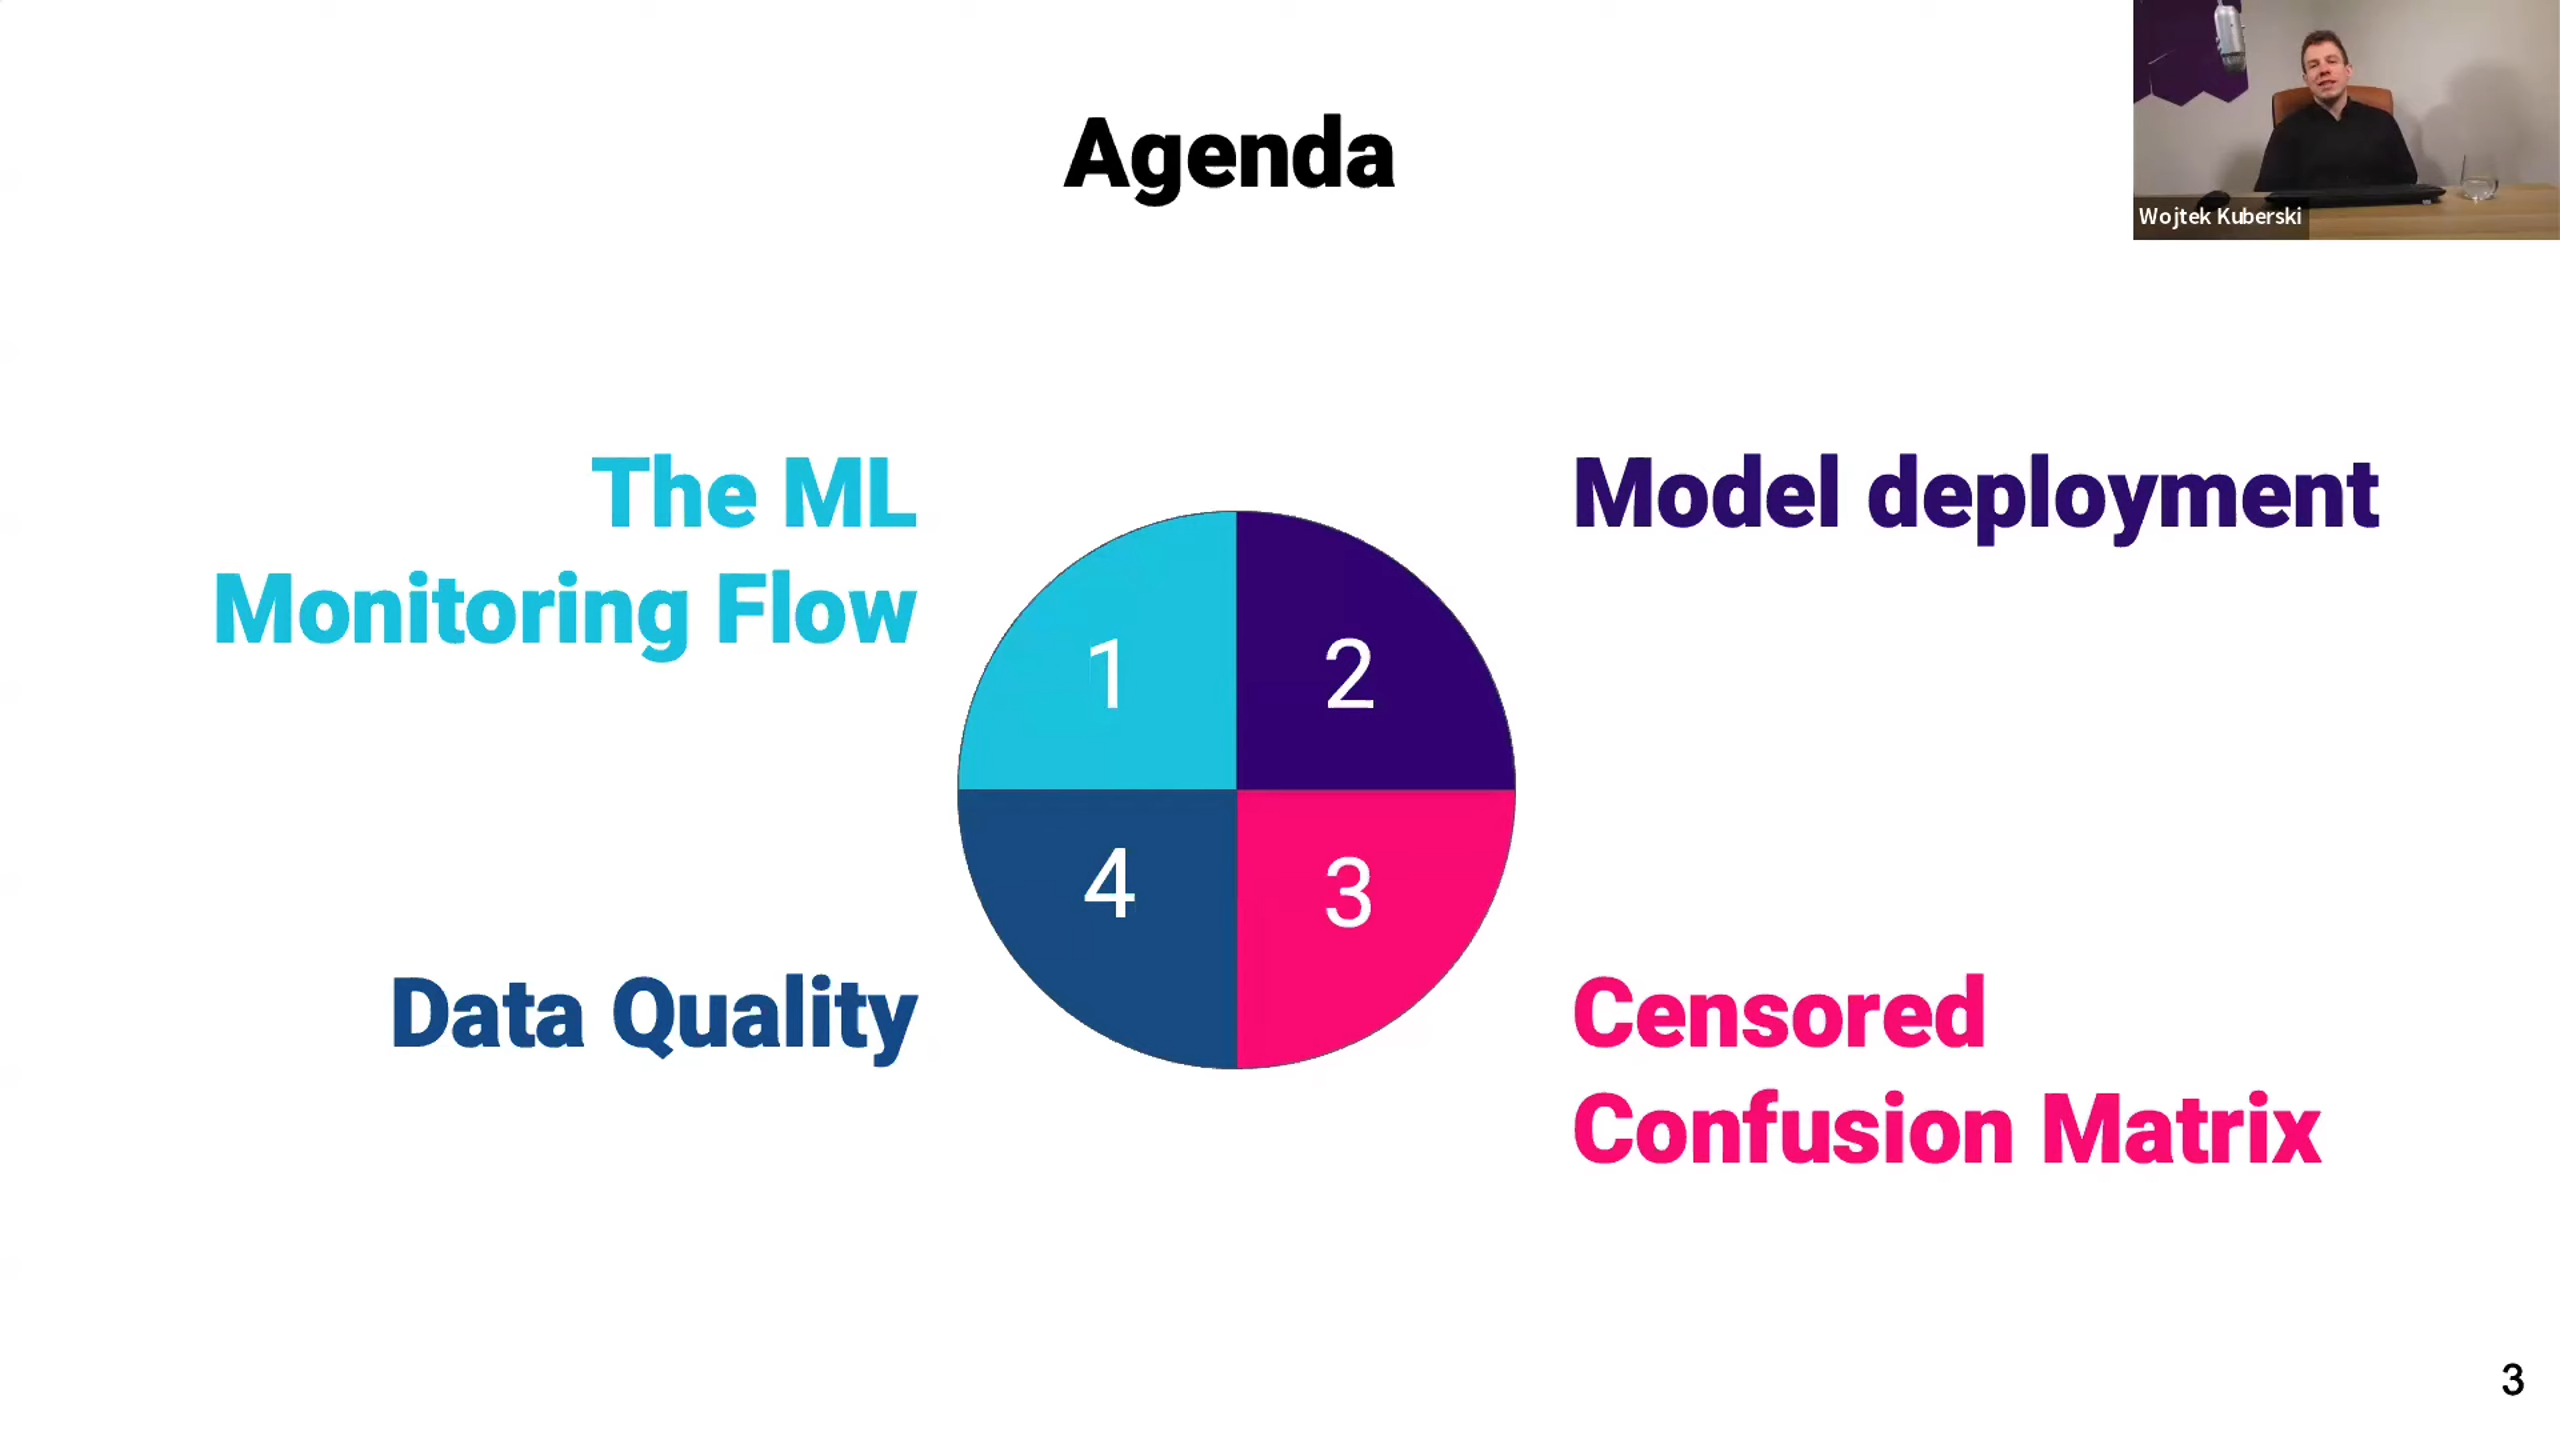 Agenda
Wojtek Kuberski
The ML
Monitoring Flow
Model deployment
1
2
4
3
Data Quality
Censored
Confusion Matrix
3